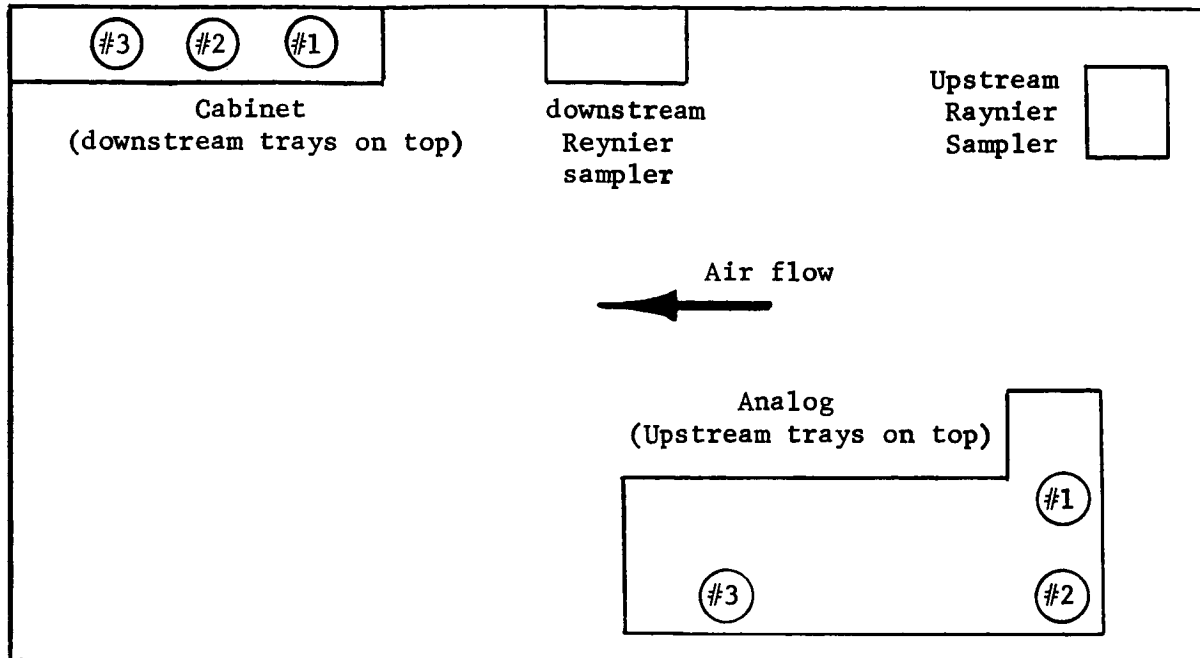 #3 #2 #1
Cabinet
(downstream trays on top)
downstream
Reynier
sampler
Upstream
Raynier
Sampler
Air flow
Analog
(Upstream trays on top)
#1
#3
#2